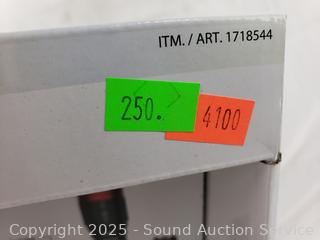 ITM. / ART. 1718544
250.
4100
Copyright 2025 - Sound Auction Service